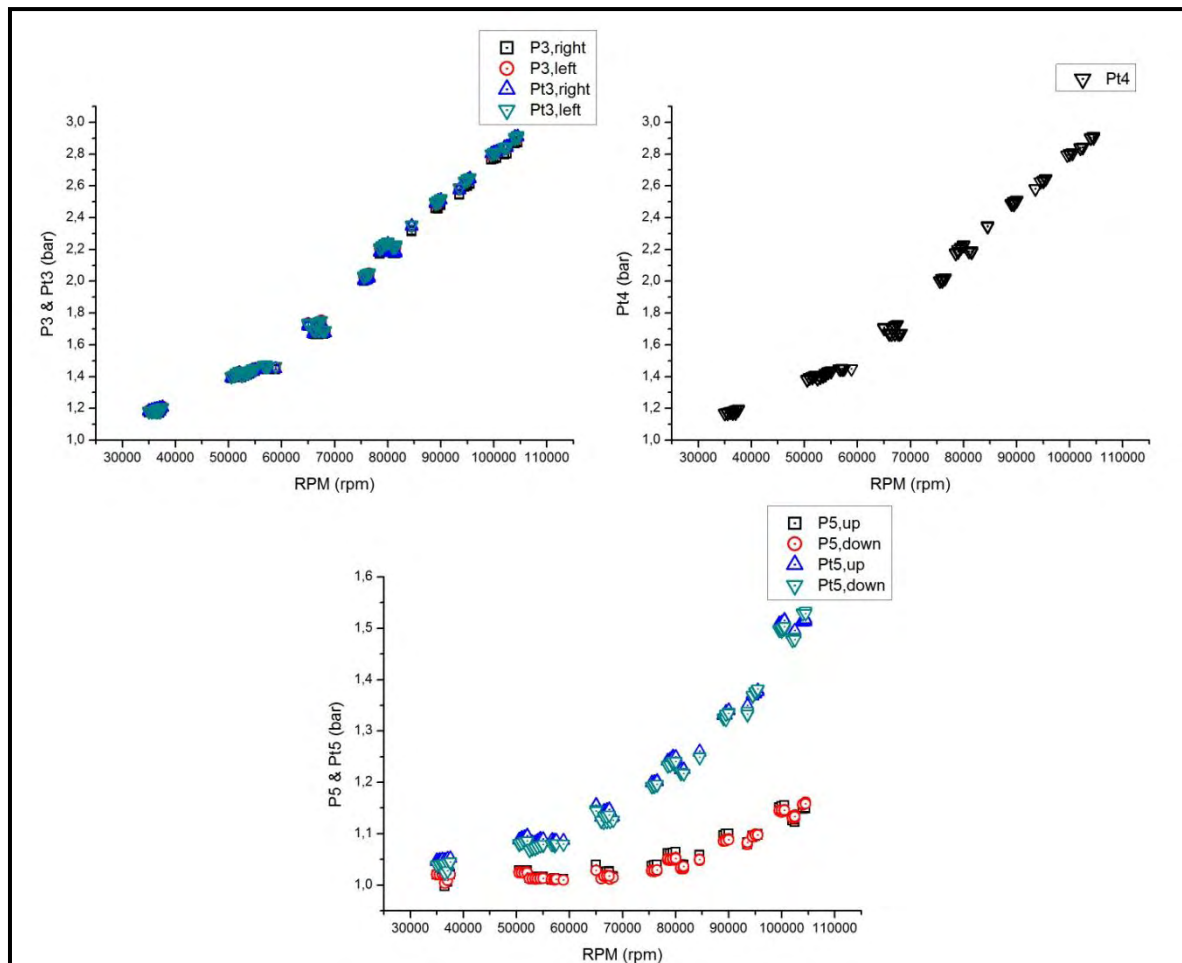 P3,right
P3,left
Pt3,right
Pt3,left
3,0
2,8
2,6
2,4
2,2
2,0
1,8
1,6
1,4
1,2
1,0
P3 & Pt3 (bar)
30000 40000 50000 60000 70000 80000 90000 100000 110000
RPM (rpm)
Pt4
3,0
2,8
2,6
2,4
2,2
2,0
1,8
1,6
1,4
1,2
1,0
Pt4 (bar)
30000 40000 50000 60000 70000 80000 90000 100000 110000
RPM (rpm)
P5,up
P5,down
Pt5,up
Pt5,down
1,6
1,5
1,4
1,3
1,2
1,1
1,0
P5 & Pt5 (bar)
30000 40000 50000 60000 70000 80000 90000 100000 110000
RPM (rpm)